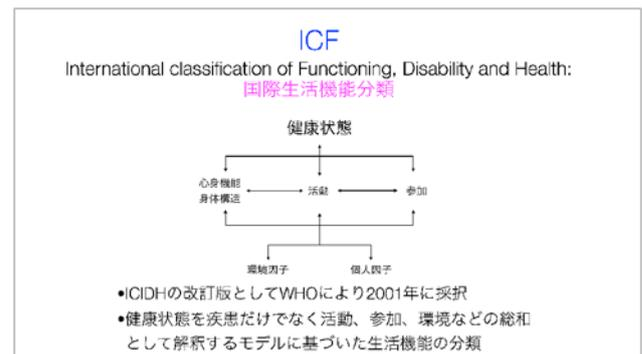 ICF
International classification of Functioning, Disability and Health:
国際生活機能分類
健康状態
心身機能
身体構造
活動
参加
環境因子
個人因子
•ICIDHの改訂版としてWHOにより2001年に採択
•健康状態を疾患だけでなく活動、参加、環境などの総和
として解釈するモデルに基づいた生活機能の分類